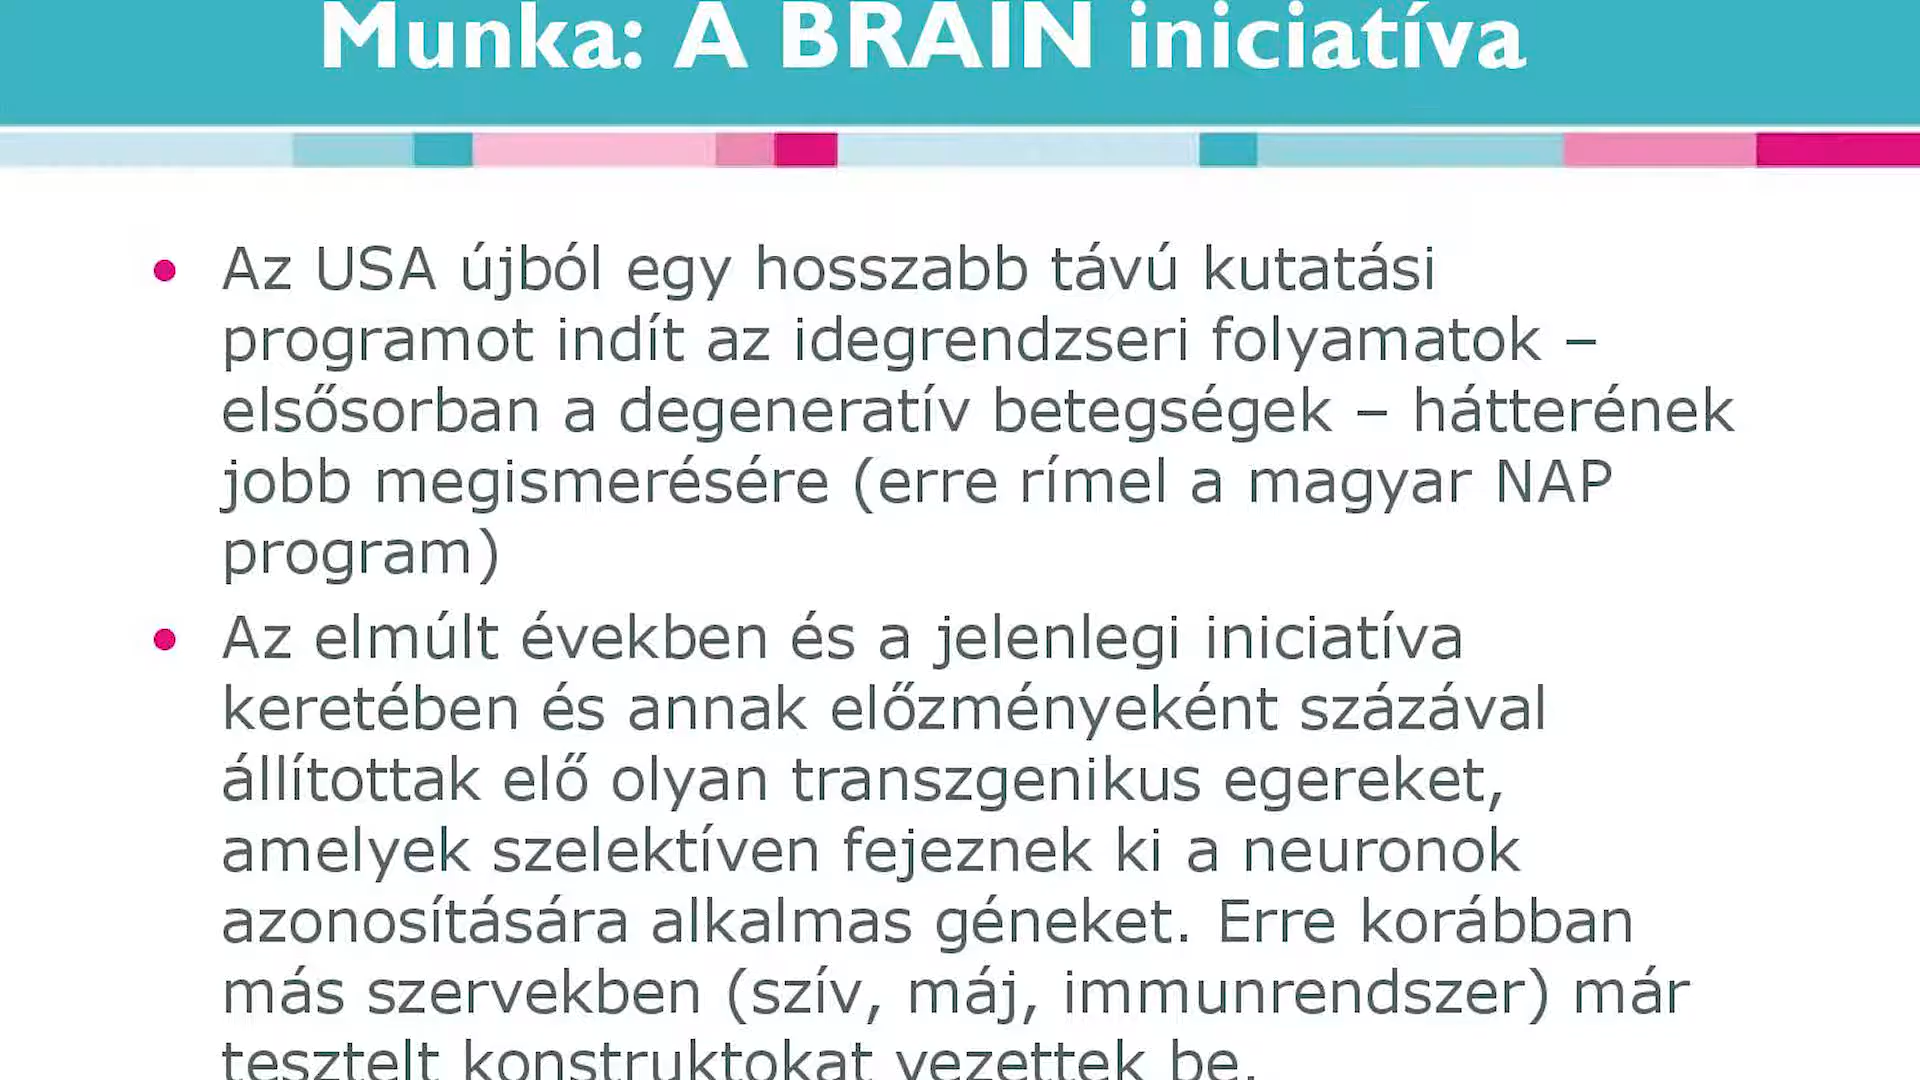 Munka: A BRAIN iniciatíva
• Az USA újból egy hosszabb távú kutatási
programot indít az idegrendzseri folyamatok –
elsősorban a degeneratív betegségek – hátterének
jobb megismerésére (erre rímel a magyar NAP
program)
• Az elmúlt években és a jelenlegi iniciatíva
keretében és annak előzményeként százával
állítottak elő olyan transzgenikus egereket,
amelyek szelektíven fejeznek ki a neuronok
azonosítására alkalmas géneket. Erre korábban
más szervekben (szív, máj, immunrendszer) már
tesztelt konstruktokat vezettek be.